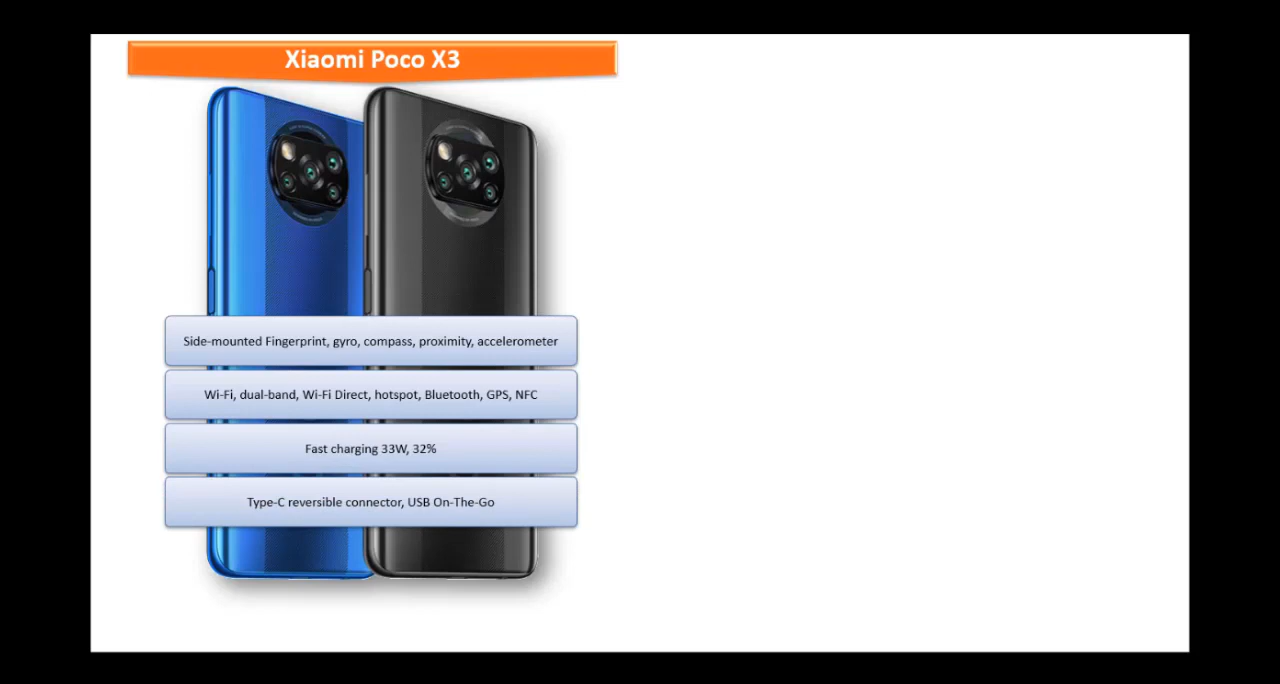 Xiaomi Poco X3
Side-mounted Fingerprint, gyro, compass, proximity, accelerometer
Wi-Fi, dual-band, Wi-Fi Direct, hotspot, Bluetooth, GPS, NFC
Fast charging 33W, 32%
Type-C reversible connector, USB On-The-Go